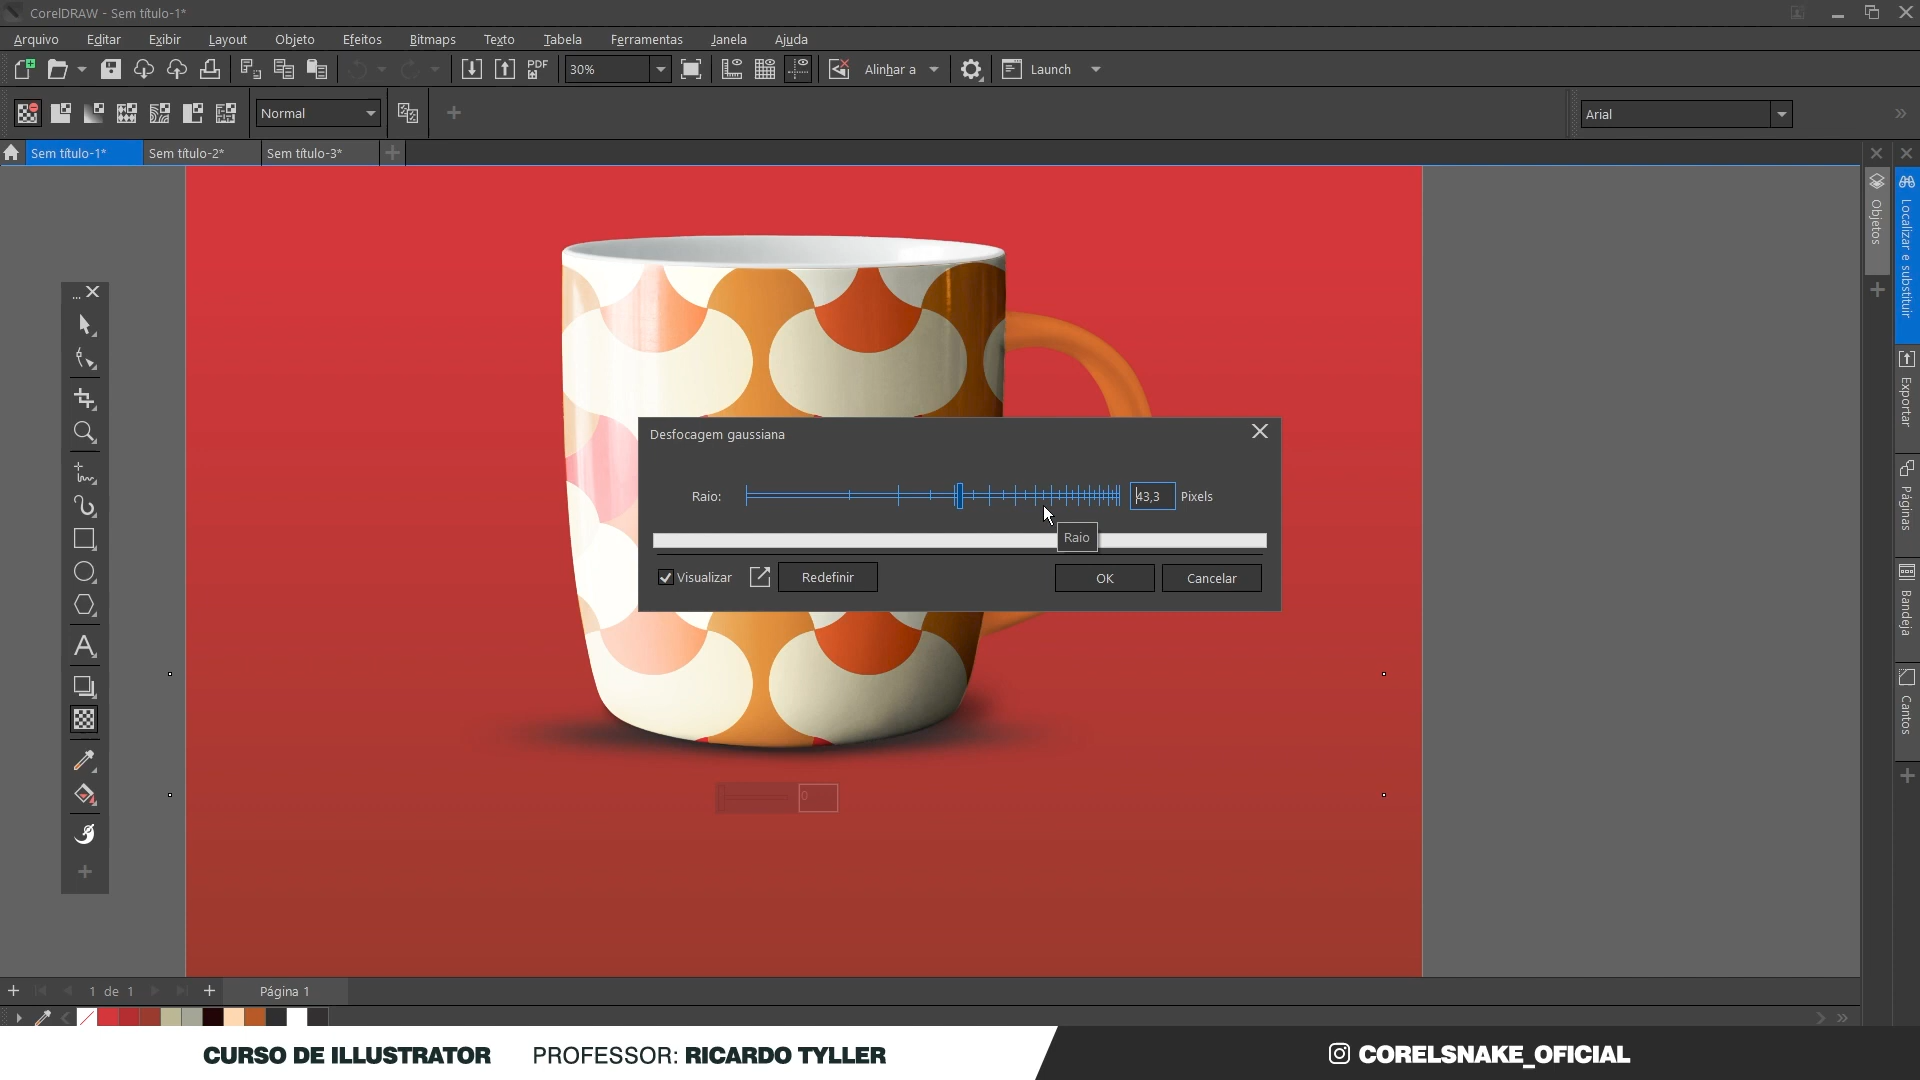 CorelDRAW - Sem título-1*
Arquivo Editar Exibir Layout Objeto Efeitos Bitmaps Texto Tabela Ferramentas Janela Ajuda
PDF 30% Alinhar a Launch
Normal Arial
Sem título-1* Sem título-2* Sem título-3*
Objetos
Localizar e substituir
Exportar
Páginas
Bandeja
Cantos
Desfocagem gaussiana
Raio: 43,3 Pixels
Raio
Visualizar Redefinir OK Cancelar
0
1 de 1 Página 1
CURSO DE ILLUSTRATOR PROFESSOR: RICARDO TYLLER CORELSNAKE_OFICIAL